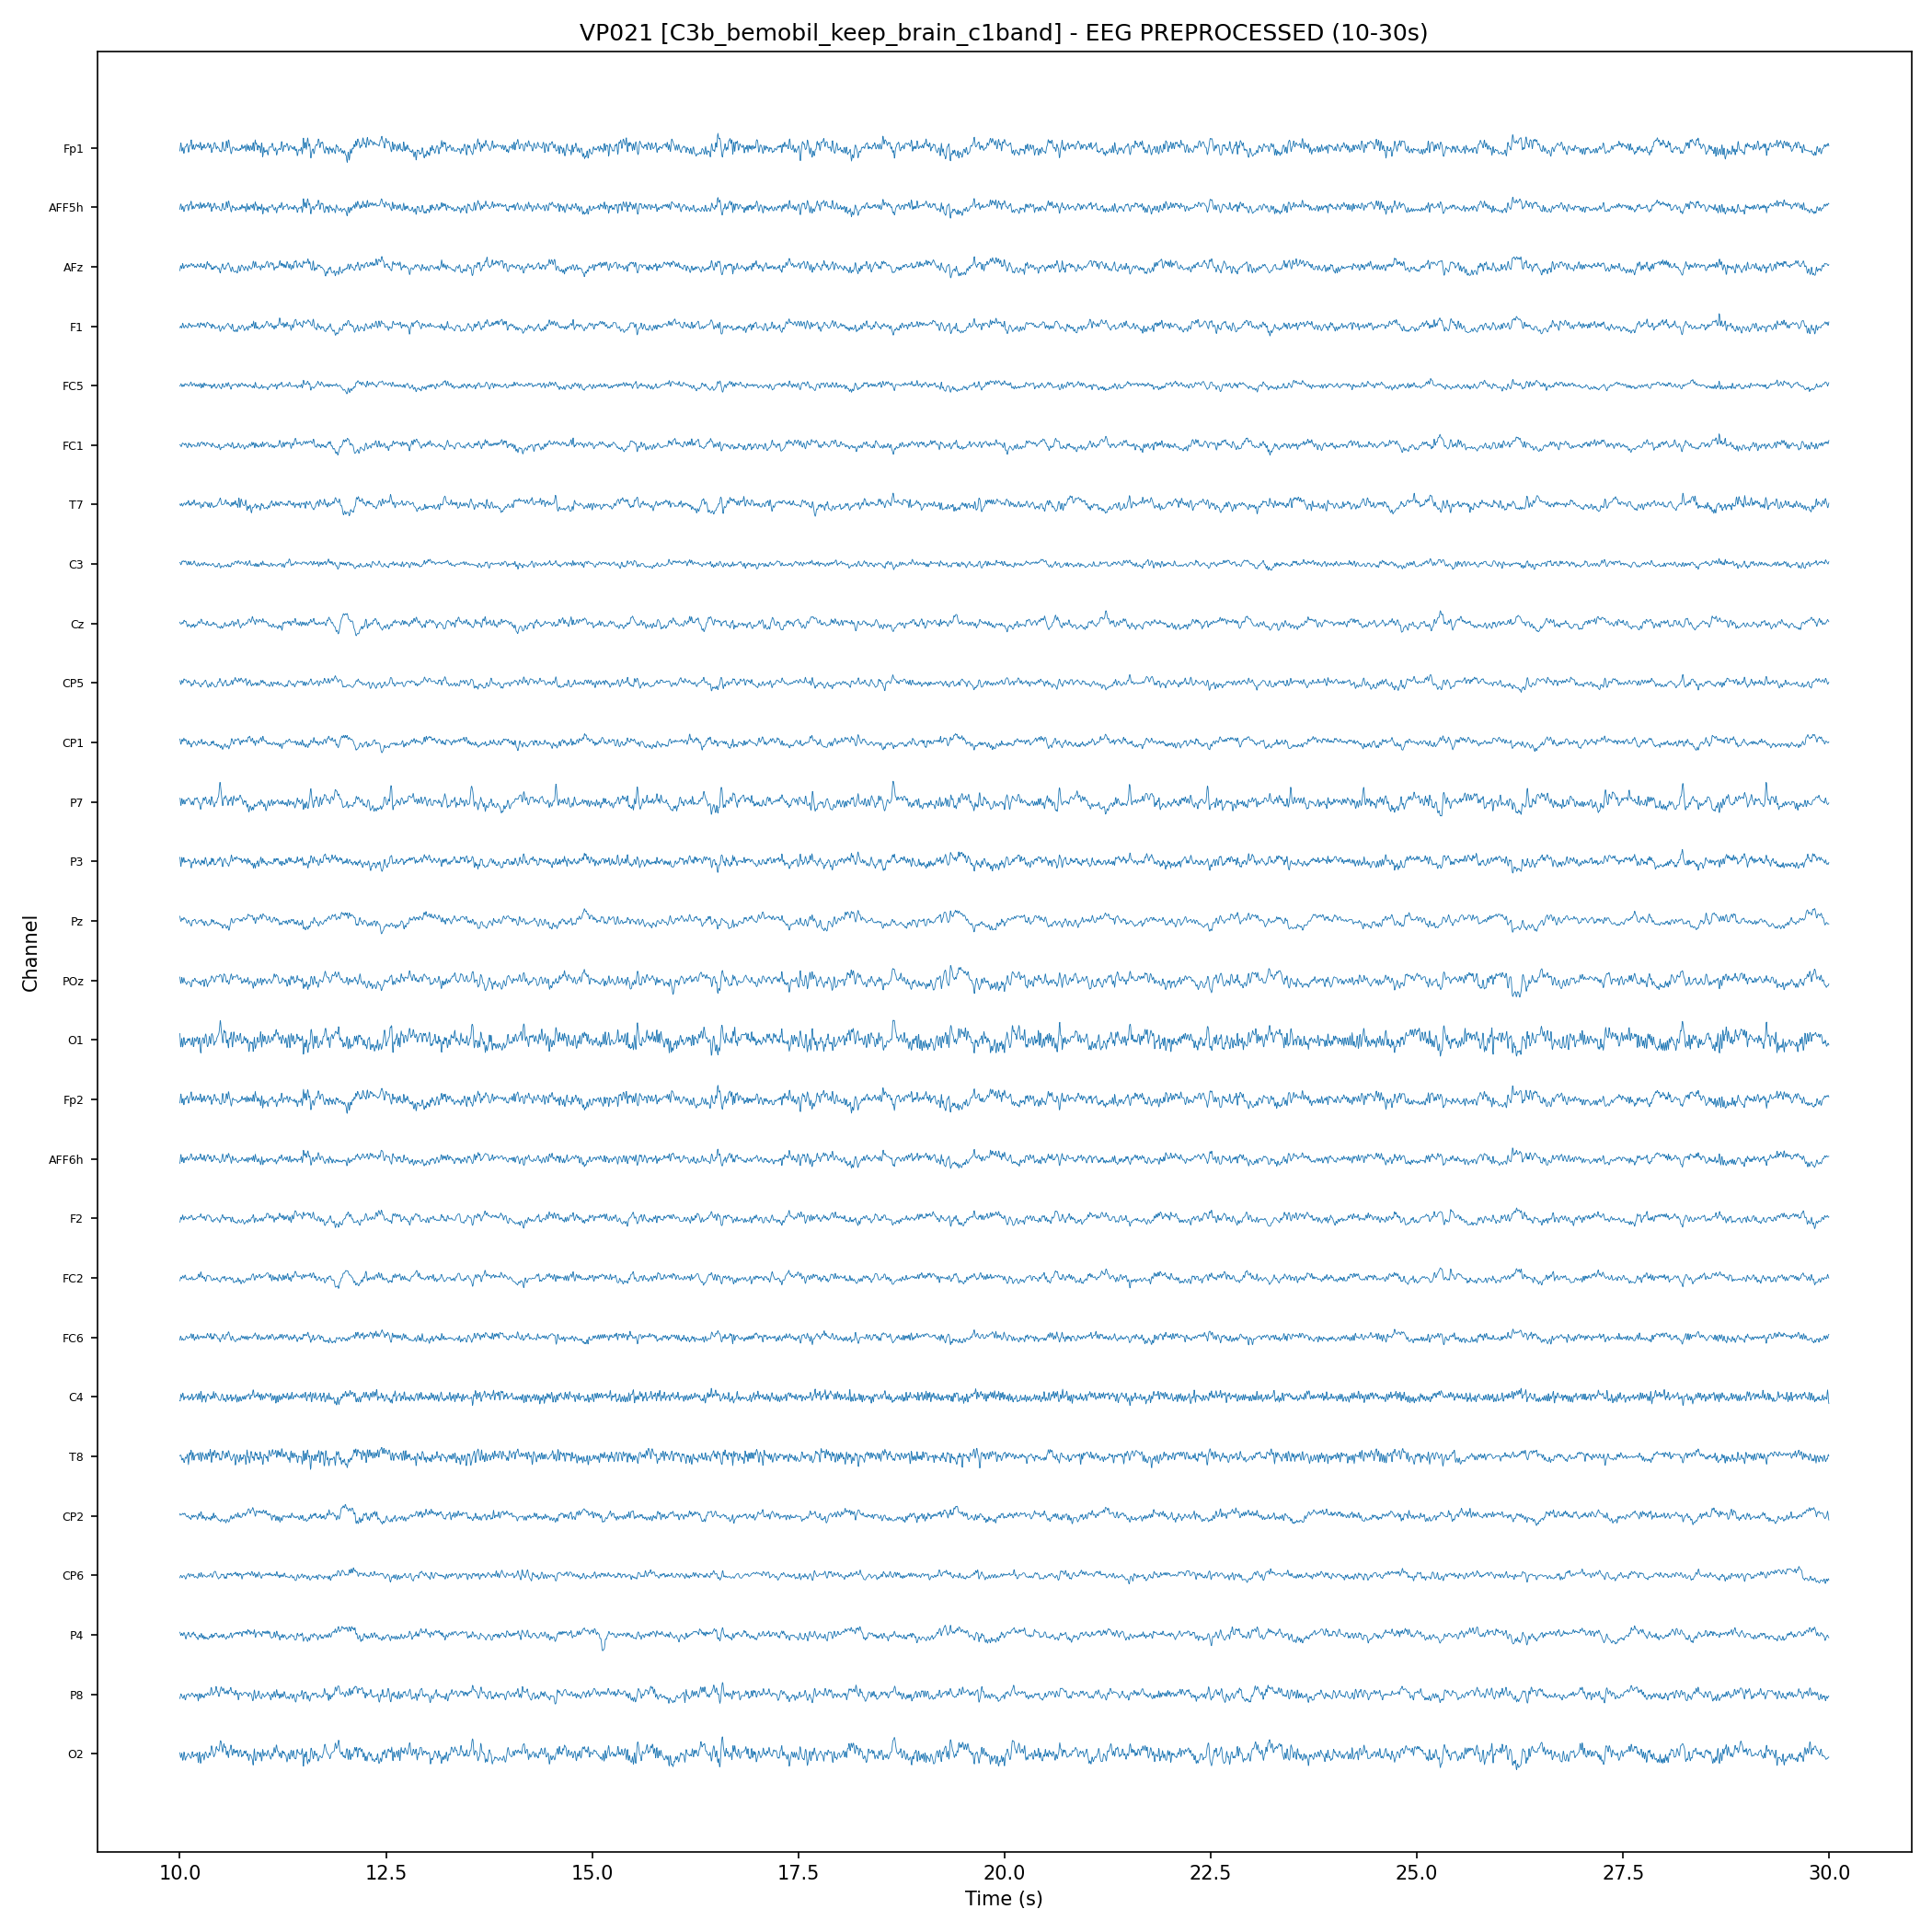 VP021 [C3b_bemobil_keep_brain_c1band] - EEG PREPROCESSED (10-30s)
Channel
Fp1
AFF5h
AFz
F1
FC5
FC1
T7
C3
Cz
CP5
CP1
P7
P3
Pz
POz
O1
Fp2
AFF6h
F2
FC2
FC6
C4
T8
CP2
CP6
P4
P8
O2
10.0 12.5 15.0 17.5 20.0 22.5 25.0 27.5 30.0
Time (s)